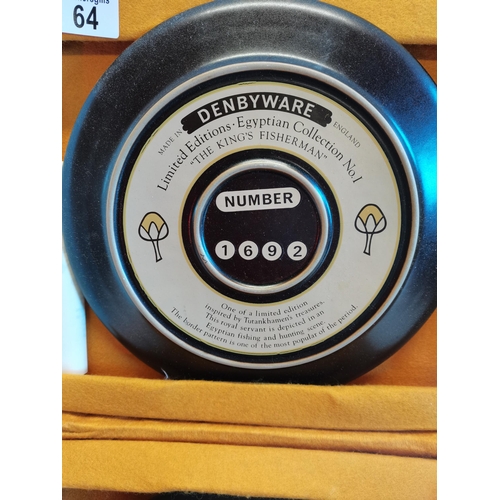 64
MADE IN DENBYWARE ENGLAND
Limited Editions · Egyptian Collection No.1
"THE KING'S FISHERMAN"
NUMBER
1692
One of a limited edition
inspired by Tutankhamen's treasures.
This royal servant is depicted in an
Egyptian fishing and hunting scene.
The border pattern is one of the most popular of the period.